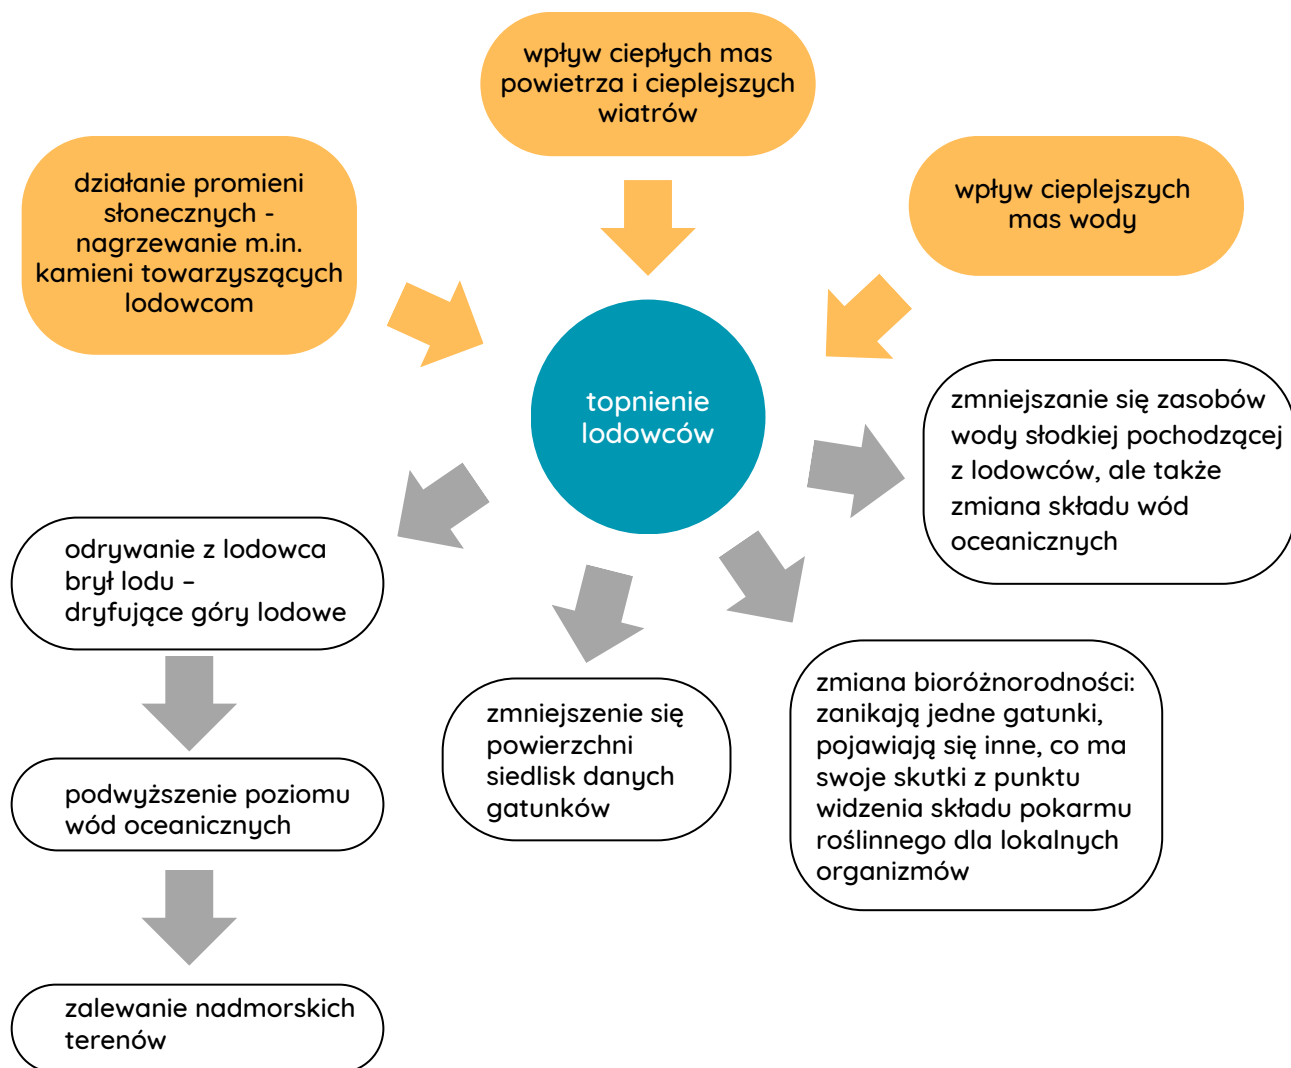 wpływ ciepłych mas
powietrza i cieplejszych
wiatrów
działanie promieni
słonecznych -
nagrzewanie m.in.
kamieni towarzyszących
lodowcom
wpływ cieplejszych
mas wody
topnienie
lodowców
zmniejszanie się zasobów
wody słodkiej pochodzącej
z lodowców, ale także
zmiana składu wód
oceanicznych
odrywanie z lodowca
brył lodu –
dryfujące góry lodowe
zmniejszenie się
powierzchni
siedlisk danych
gatunków
zmiana bioróżnorodności:
zanikają jedne gatunki,
pojawiają się inne, co ma
swoje skutki z punktu
widzenia składu pokarmu
roślinnego dla lokalnych
organizmów
podwyższenie poziomu
wód oceanicznych
zalewanie nadmorskich
terenów